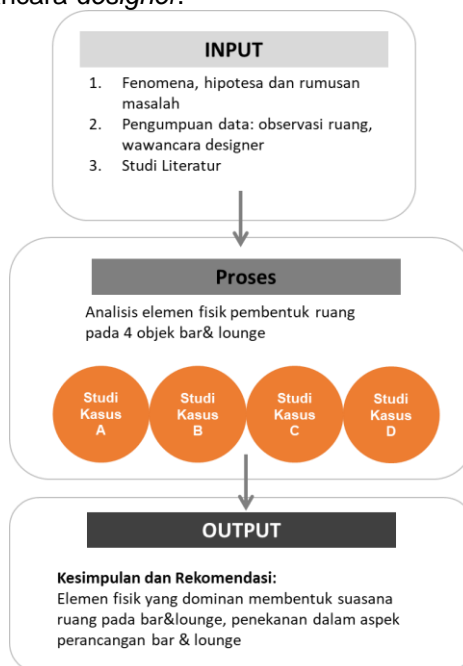 designer.
INPUT
1. Fenomena, hipotesa dan rumusan
masalah
2. Pengumpuan data: observasi ruang,
wawancara designer
3. Studi Literatur
Proses
Analisis elemen fisik pembentuk ruang
pada 4 objek bar& lounge
Studi
Kasus
A
Studi
Kasus
B
Studi
Kasus
C
Studi
Kasus
D
OUTPUT
Kesimpulan dan Rekomendasi:
Elemen fisik yang dominan membentuk suasana
ruang pada bar&lounge, penekanan dalam aspek
perancangan bar & lounge